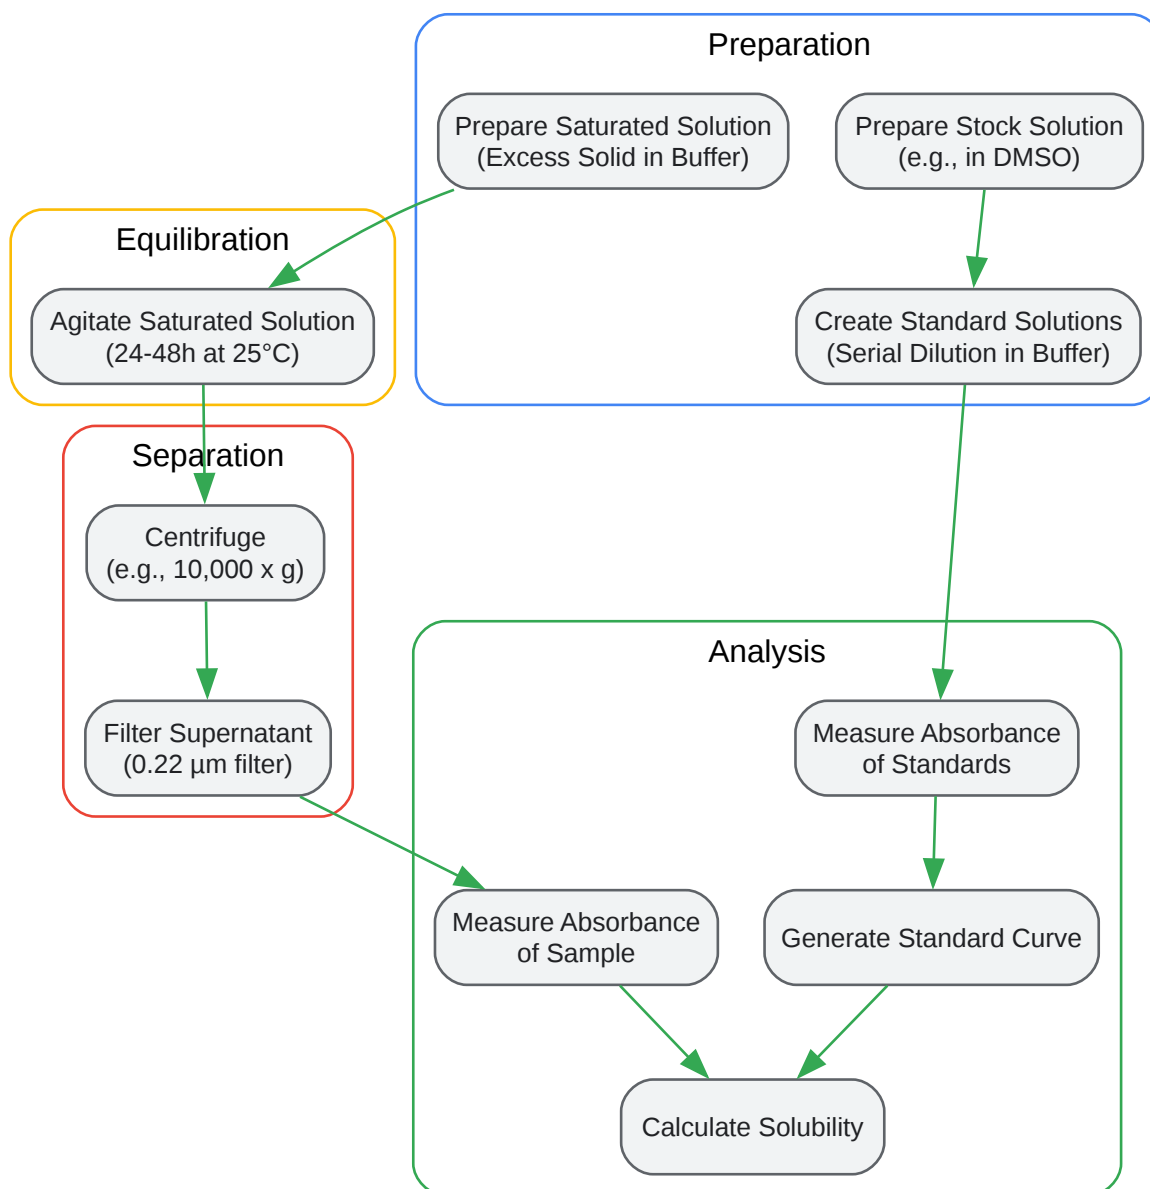 Preparation
Prepare Saturated Solution
(Excess Solid in Buffer)
Prepare Stock Solution
(e.g., in DMSO)
Equilibration
Agitate Saturated Solution
(24-48h at 25°C)
Create Standard Solutions
(Serial Dilution in Buffer)
Separation
Centrifuge
(e.g., 10,000 x g)
Filter Supernatant
(0.22 µm filter)
Analysis
Measure Absorbance
of Standards
Measure Absorbance
of Sample
Generate Standard Curve
Calculate Solubility